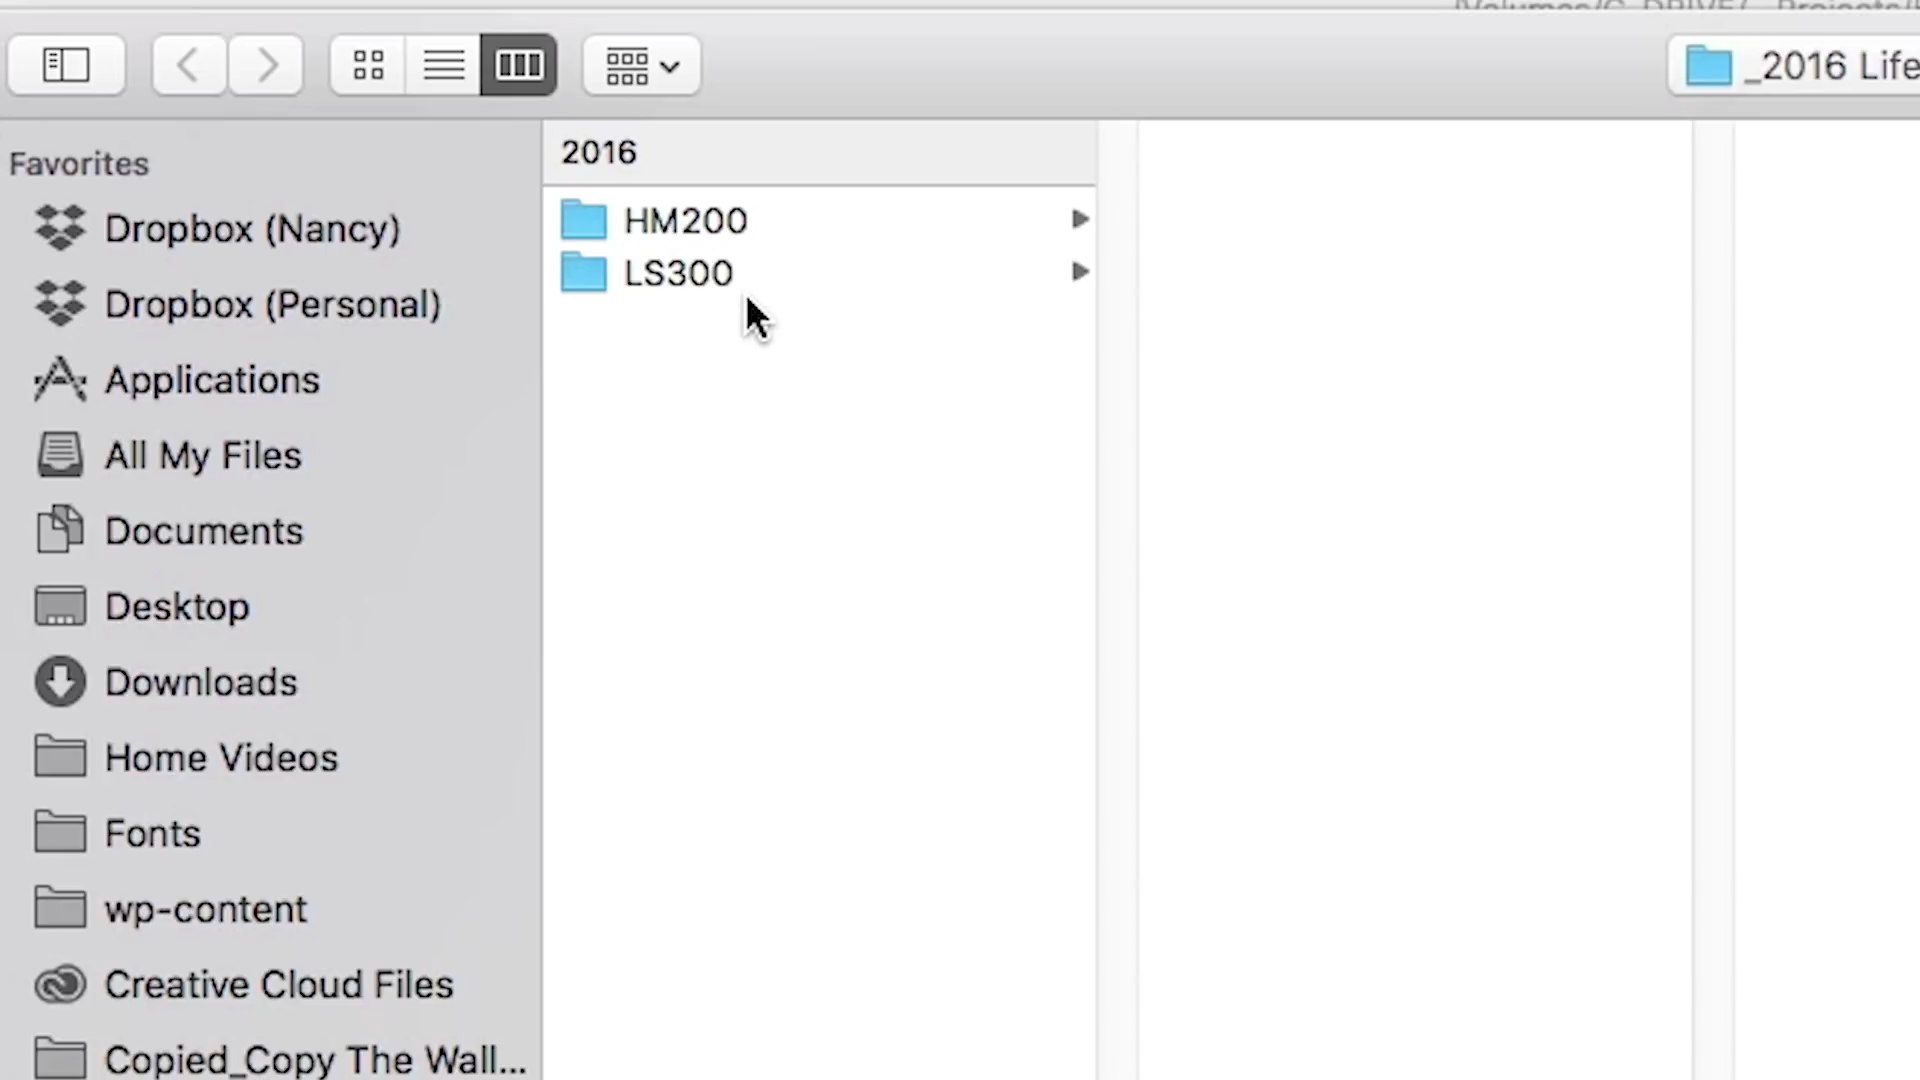 _2016 Life
Favorites
Dropbox (Nancy)
Dropbox (Personal)
Applications
All My Files
Documents
Desktop
Downloads
Home Videos
Fonts
wp-content
Creative Cloud Files
Copied_Copy The Wall...
2016
HM200
LS300